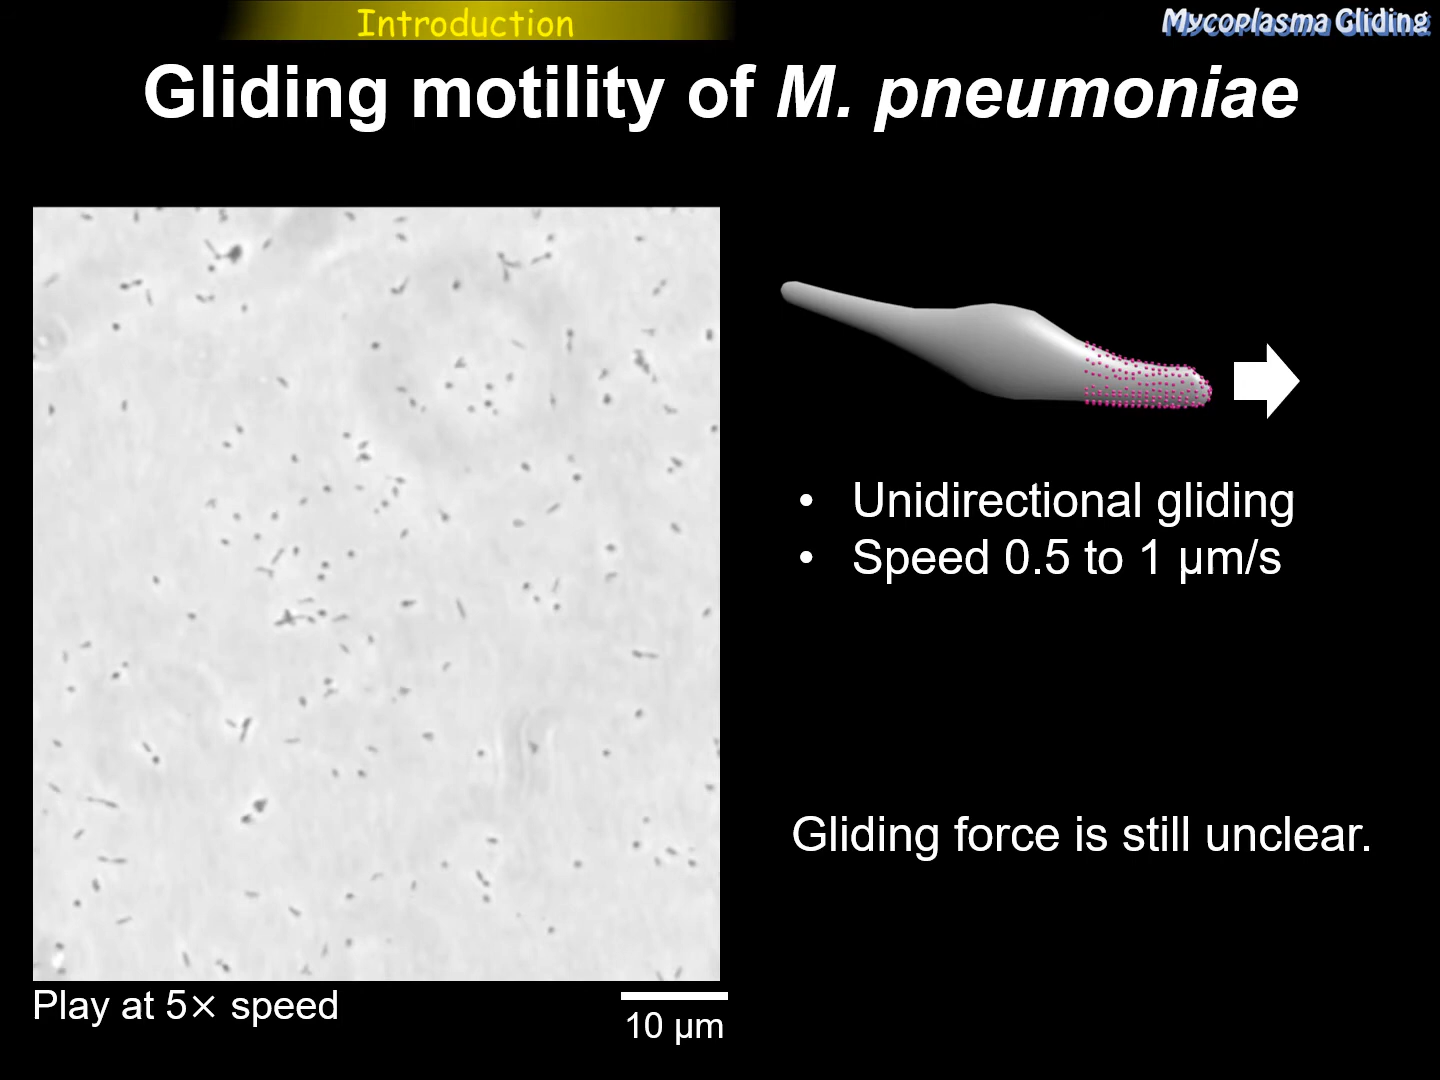 Introduction
Mycoplasma Gliding
Gliding motility of M. pneumoniae
• Unidirectional gliding
• Speed 0.5 to 1 µm/s
Gliding force is still unclear.
Play at 5× speed
10 µm